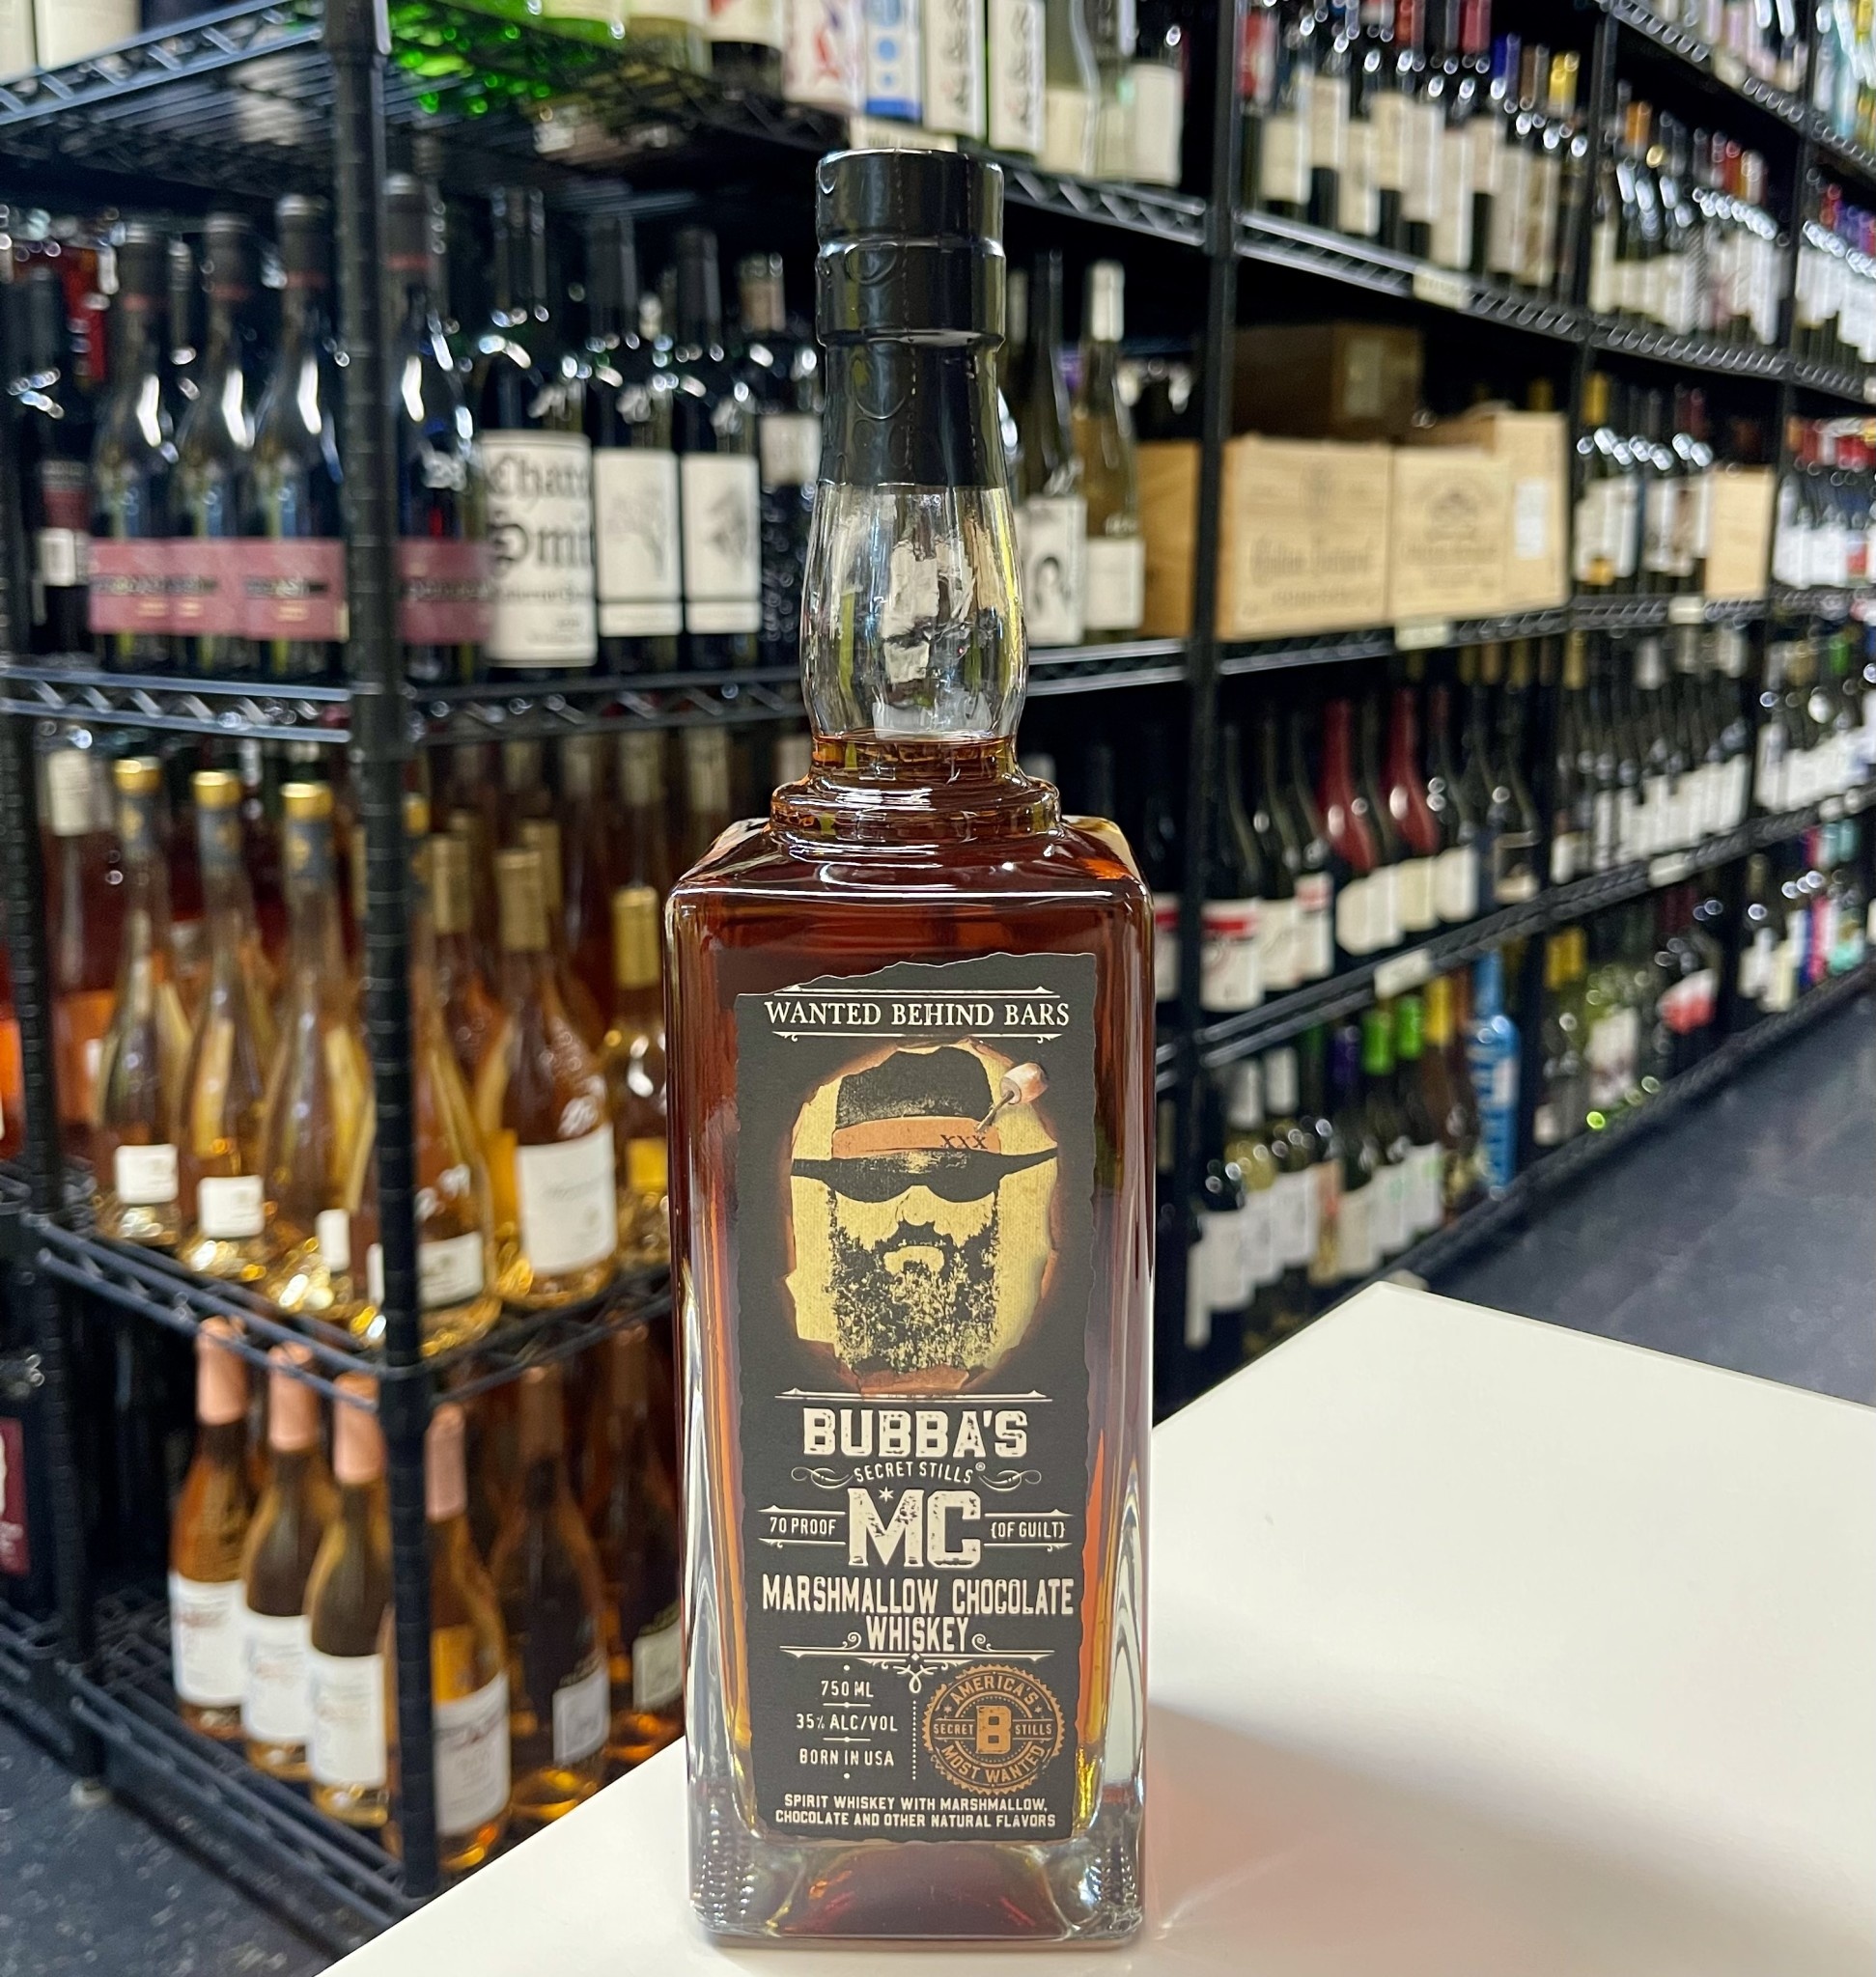 WANTED BEHIND BARS
XXX
BUBBA'S
SECRET STILLS®
70 PROOF MC {OF GUILT}
MARSHMALLOW CHOCOLATE
WHISKEY
750 ML
35% ALC/VOL
BORN IN USA
AMERICA'S
SECRET B STILLS
MOST WANTED
SPIRIT WHISKEY WITH MARSHMALLOW,
CHOCOLATE AND OTHER NATURAL FLAVORS